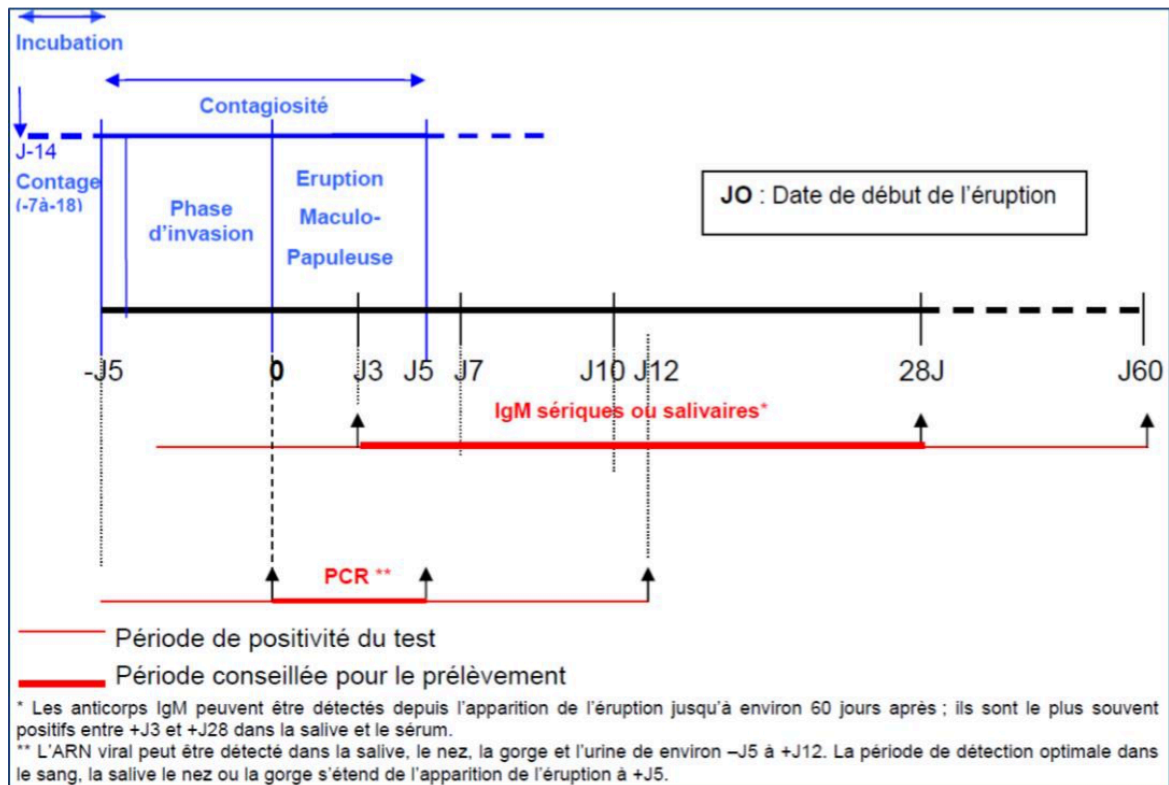 Incubation
Contagiosité
J-14
Contage
(-7à-18)
Phase
d'invasion
Eruption
Maculo-
Papuleuse
JO : Date de début de l'éruption
-J5 0 J3 J5 J7 J10 J12 28J J60
IgM sériques ou salivaires*
PCR **
Période de positivité du test
Période conseillée pour le prélèvement
* Les anticorps IgM peuvent être détectés depuis l'apparition de l'éruption jusqu'à environ 60 jours après ; ils sont le plus souvent
positifs entre +J3 et +J28 dans la salive et le sérum.
** L'ARN viral peut être détecté dans la salive, le nez, la gorge et l'urine de environ –J5 à +J12. La période de détection optimale dans
le sang, la salive le nez ou la gorge s'étend de l'apparition de l'éruption à +J5.